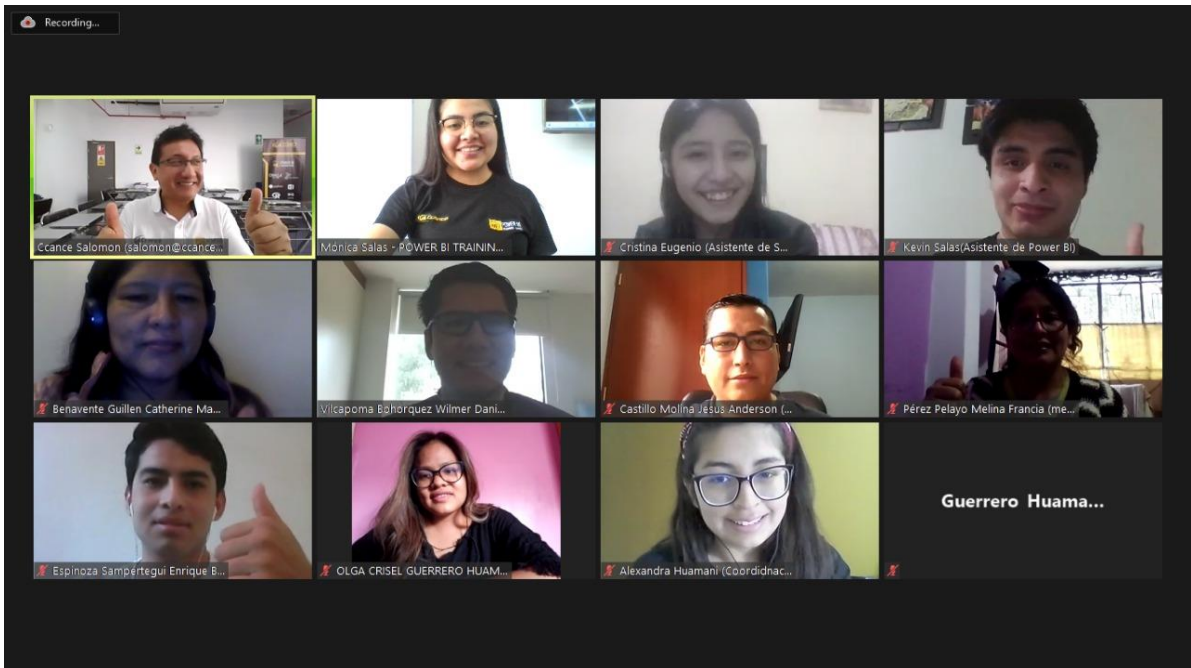 Recording...
Ccance Salomon (salomon@ccance...
Mónica Salas - POWER BI TRAININ...
Cristina Eugenio (Asistente de S...
Kevin Salas(Asistente de Power BI)
Benavente Guillen Catherine Ma...
Vilcapoma Bohorquez Wilmer Dani...
Castillo Molina Jesus Anderson (...
Pérez Pelayo Melina Francia (me...
Espinoza Sampertegui Enrique B...
OLGA CRISEL GUERRERO HUAM...
Alexandra Huamani (Coordidnac...
Guerrero Huama...